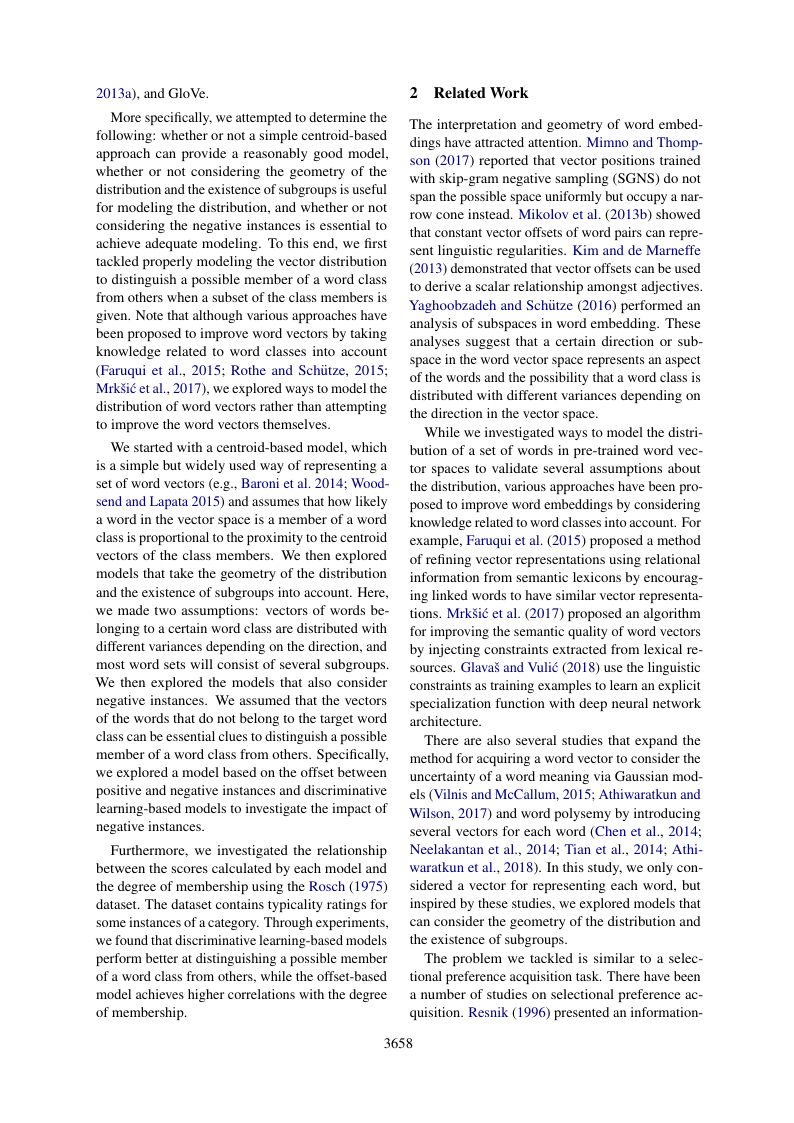 2013a), and GloVe.
More specifically, we attempted to determine the
following: whether or not a simple centroid-based
approach can provide a reasonably good model,
whether or not considering the geometry of the
distribution and the existence of subgroups is useful
for modeling the distribution, and whether or not
considering the negative instances is essential to
achieve adequate modeling. To this end, we first
tackled properly modeling the vector distribution
to distinguish a possible member of a word class
from others when a subset of the class members is
given. Note that although various approaches have
been proposed to improve word vectors by taking
knowledge related to word classes into account
(Faruqui et al., 2015; Rothe and Schütze, 2015;
Mrkšić et al., 2017), we explored ways to model the
distribution of word vectors rather than attempting
to improve the word vectors themselves.
We started with a centroid-based model, which
is a simple but widely used way of representing a
set of word vectors (e.g., Baroni et al. 2014; Wood-
send and Lapata 2015) and assumes that how likely
a word in the vector space is a member of a word
class is proportional to the proximity to the centroid
vectors of the class members. We then explored
models that take the geometry of the distribution
and the existence of subgroups into account. Here,
we made two assumptions: vectors of words be-
longing to a certain word class are distributed with
different variances depending on the direction, and
most word sets will consist of several subgroups.
We then explored the models that also consider
negative instances. We assumed that the vectors
of the words that do not belong to the target word
class can be essential clues to distinguish a possible
member of a word class from others. Specifically,
we explored a model based on the offset between
positive and negative instances and discriminative
learning-based models to investigate the impact of
negative instances.
Furthermore, we investigated the relationship
between the scores calculated by each model and
the degree of membership using the Rosch (1975)
dataset. The dataset contains typicality ratings for
some instances of a category. Through experiments,
we found that discriminative learning-based models
perform better at distinguishing a possible member
of a word class from others, while the offset-based
model achieves higher correlations with the degree
of membership.
2 Related Work
The interpretation and geometry of word embed-
dings have attracted attention. Mimno and Thomp-
son (2017) reported that vector positions trained
with skip-gram negative sampling (SGNS) do not
span the possible space uniformly but occupy a nar-
row cone instead. Mikolov et al. (2013b) showed
that constant vector offsets of word pairs can repre-
sent linguistic regularities. Kim and de Marneffe
(2013) demonstrated that vector offsets can be used
to derive a scalar relationship amongst adjectives.
Yaghoobzadeh and Schütze (2016) performed an
analysis of subspaces in word embedding. These
analyses suggest that a certain direction or sub-
space in the word vector space represents an aspect
of the words and the possibility that a word class is
distributed with different variances depending on
the direction in the vector space.
While we investigated ways to model the distri-
bution of a set of words in pre-trained word vec-
tor spaces to validate several assumptions about
the distribution, various approaches have been pro-
posed to improve word embeddings by considering
knowledge related to word classes into account. For
example, Faruqui et al. (2015) proposed a method
of refining vector representations using relational
information from semantic lexicons by encourag-
ing linked words to have similar vector representa-
tions. Mrkšić et al. (2017) proposed an algorithm
for improving the semantic quality of word vectors
by injecting constraints extracted from lexical re-
sources. Glavaš and Vulić (2018) use the linguistic
constraints as training examples to learn an explicit
specialization function with deep neural network
architecture.
There are also several studies that expand the
method for acquiring a word vector to consider the
uncertainty of a word meaning via Gaussian mod-
els (Vilnis and McCallum, 2015; Athiwaratkun and
Wilson, 2017) and word polysemy by introducing
several vectors for each word (Chen et al., 2014;
Neelakantan et al., 2014; Tian et al., 2014; Athi-
waratkun et al., 2018). In this study, we only con-
sidered a vector for representing each word, but
inspired by these studies, we explored models that
can consider the geometry of the distribution and
the existence of subgroups.
The problem we tackled is similar to a selec-
tional preference acquisition task. There have been
a number of studies on selectional preference ac-
quisition. Resnik (1996) presented an information-
3658